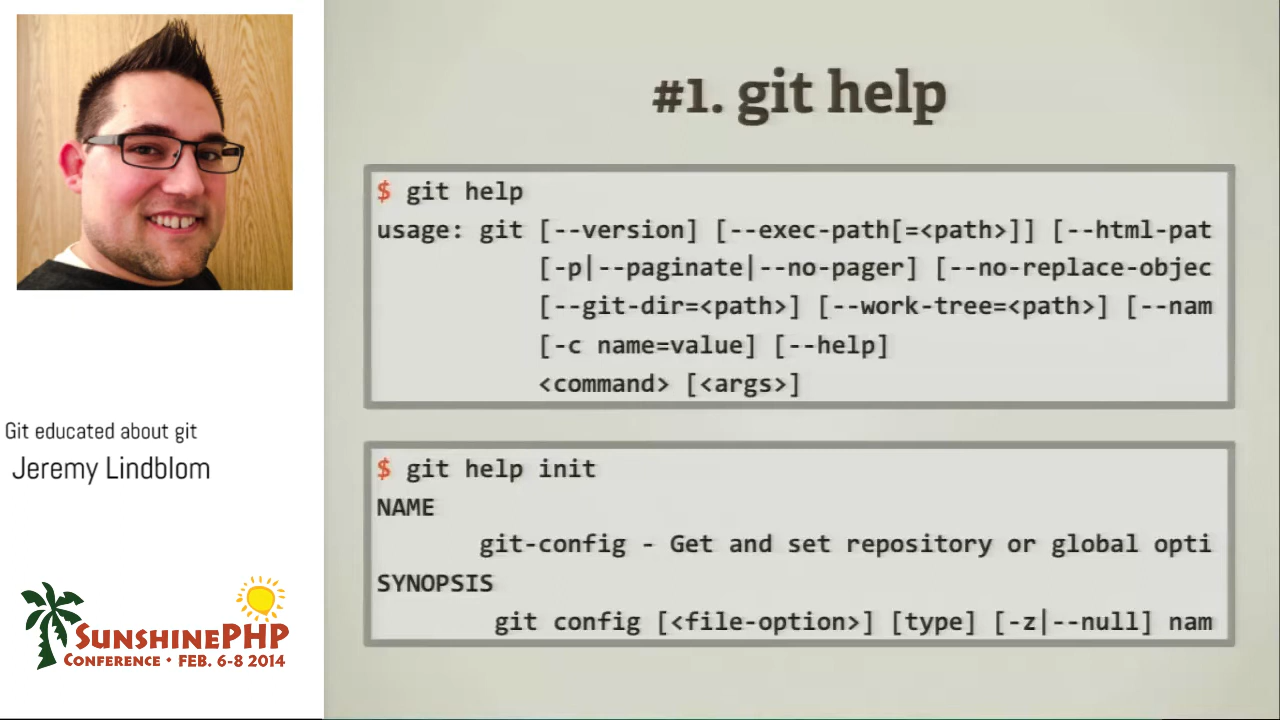 #1. git help
$ git help
usage: git [--version] [--exec-path[=<path>]] [--html-pat
[-p|--paginate|--no-pager] [--no-replace-objec
[--git-dir=<path>] [--work-tree=<path>] [--nam
[-c name=value] [--help]
<command> [<args>]
$ git help init
NAME
git-config - Get and set repository or global opti
SYNOPSIS
git config [<file-option>] [type] [-z|--null] nam
Git educated about git
Jeremy Lindblom
SUNSHINEPHP
CONFERENCE • FEB. 6-8 2014